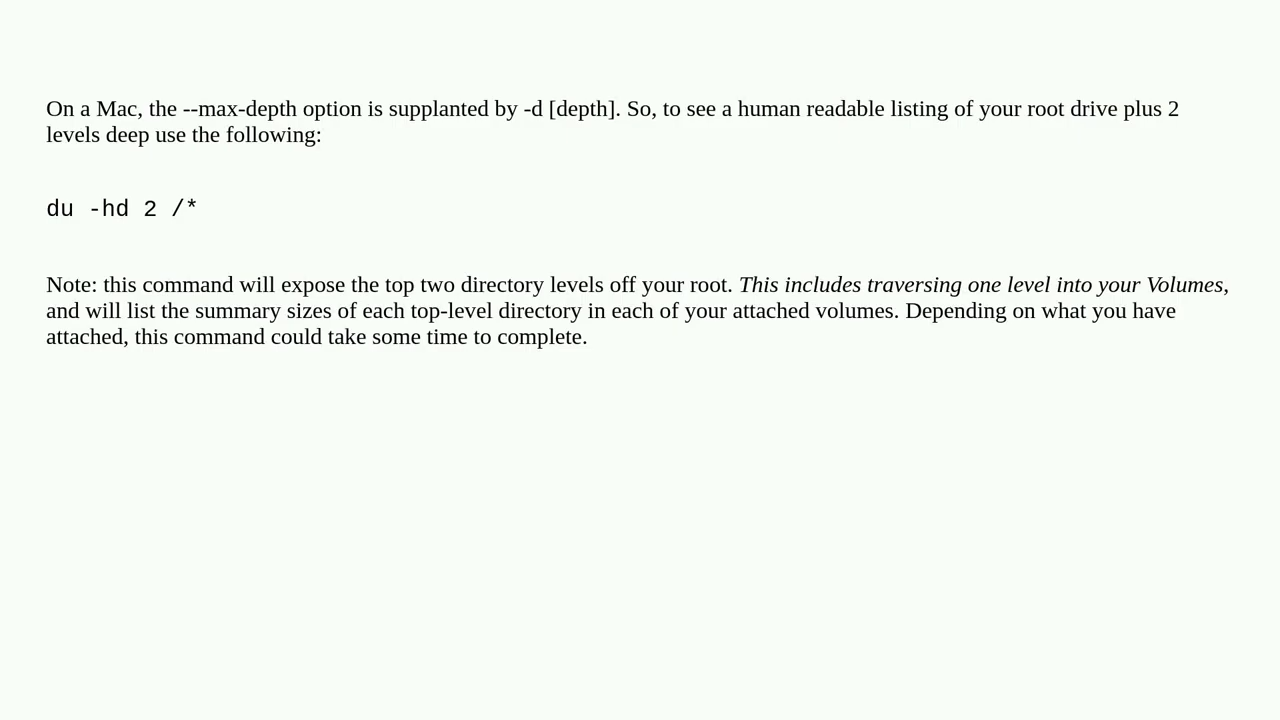 On a Mac, the --max-depth option is supplanted by -d [depth]. So, to see a human readable listing of your root drive plus 2
levels deep use the following:
du -hd 2 /*
Note: this command will expose the top two directory levels off your root. This includes traversing one level into your Volumes,
and will list the summary sizes of each top-level directory in each of your attached volumes. Depending on what you have
attached, this command could take some time to complete.